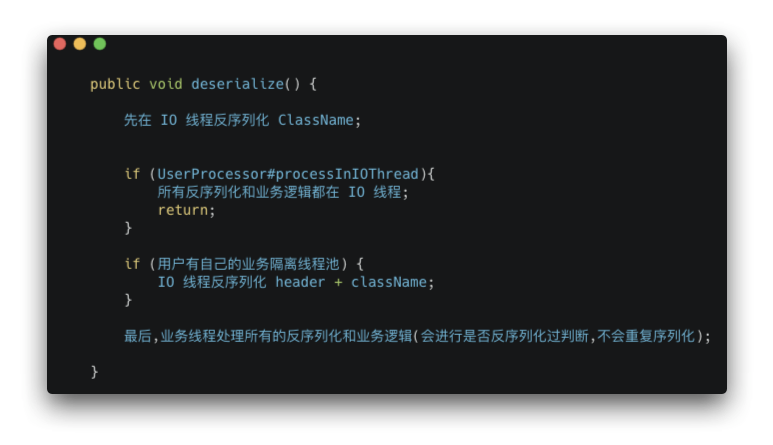 public void deserialize() {
先在 IO 线程反序列化 ClassName;
if (UserProcessor#processInIOThread){
所有反序列化和业务逻辑都在 IO 线程;
return;
}
if (用户有自己的业务隔离线程池) {
IO 线程反序列化 header + className;
}
最后,业务线程处理所有的反序列化和业务逻辑(会进行是否反序列化过判断,不会重复序列化);
}